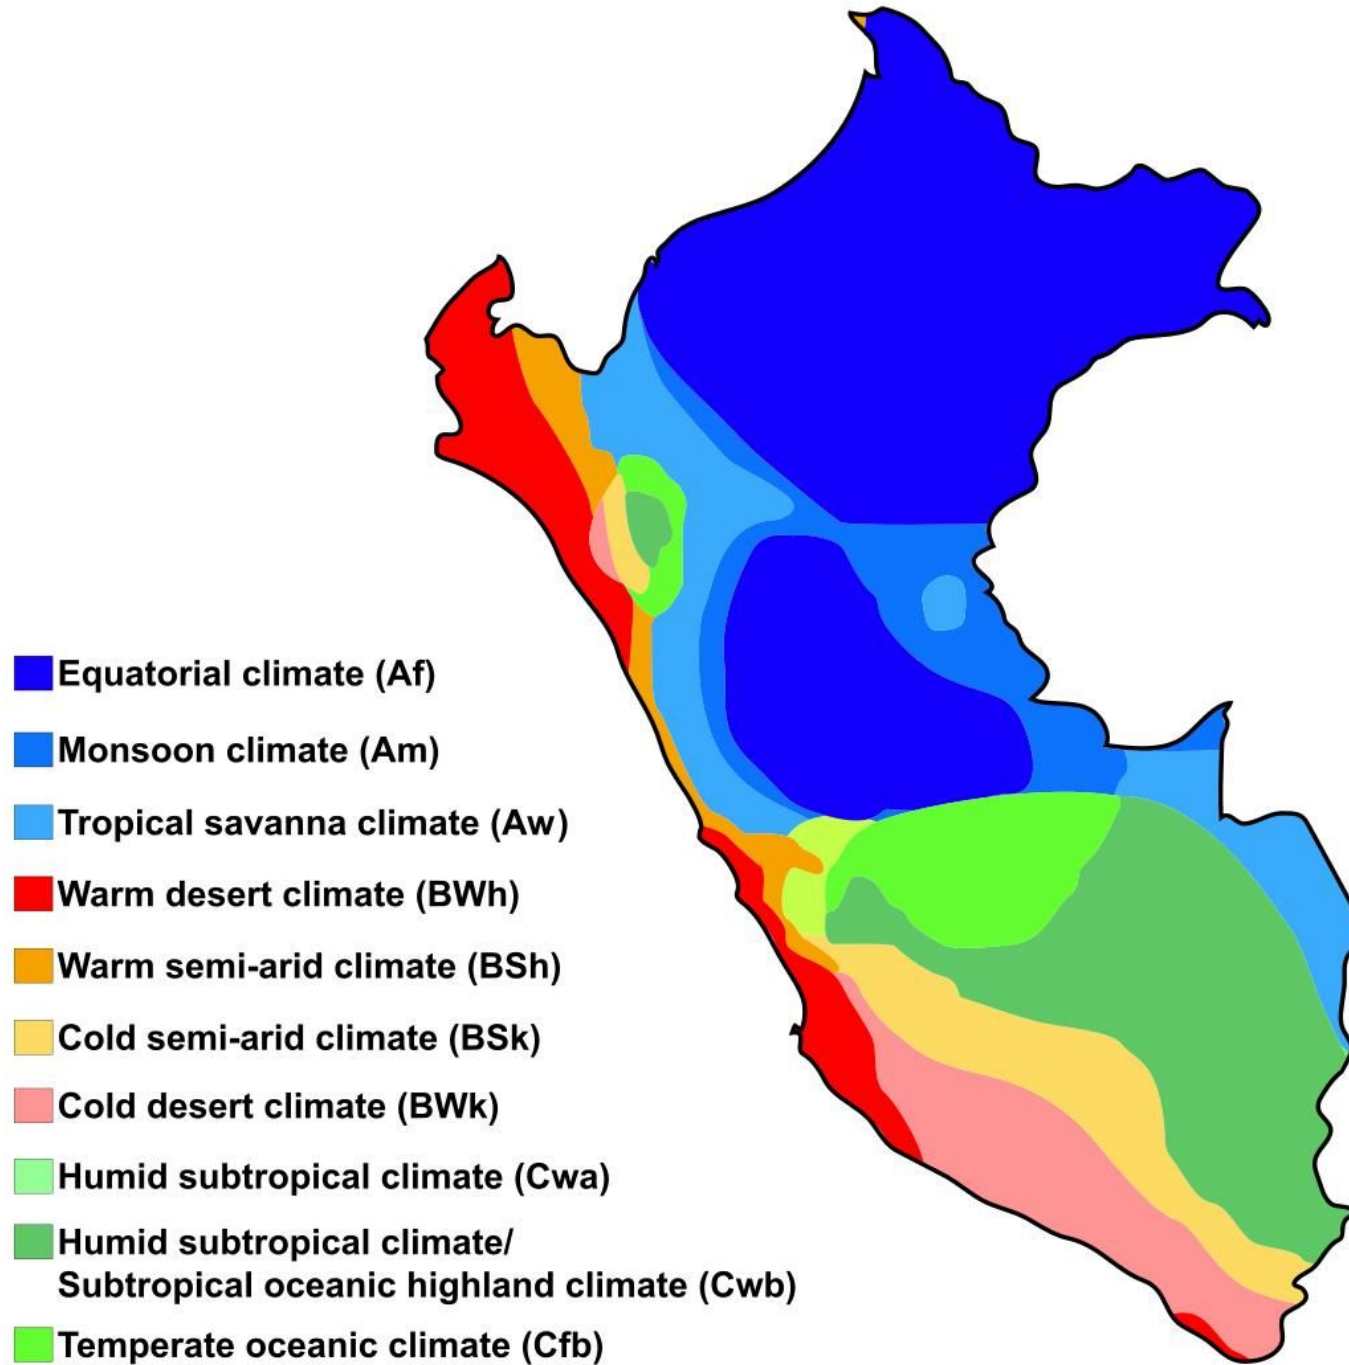 Equatorial climate (Af)
Monsoon climate (Am)
Tropical savanna climate (Aw)
Warm desert climate (BWh)
Warm semi-arid climate (BSh)
Cold semi-arid climate (BSk)
Cold desert climate (BWk)
Humid subtropical climate (Cwa)
Humid subtropical climate/
Subtropical oceanic highland climate (Cwb)
Temperate oceanic climate (Cfb)